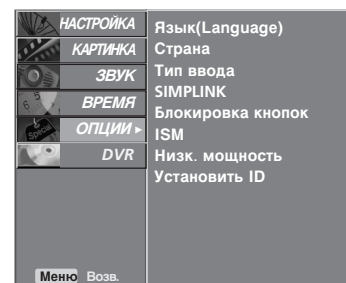 НАСТРОЙКА
КАРТИНКА
ЗВУК
ВРЕМЯ
ОПЦИИ ▸
DVR
Язык(Language)
Страна
Тип ввода
SIMPLINK
Блокировка кнопок
ISM
Низк. мощность
Установить ID
Меню Возв.